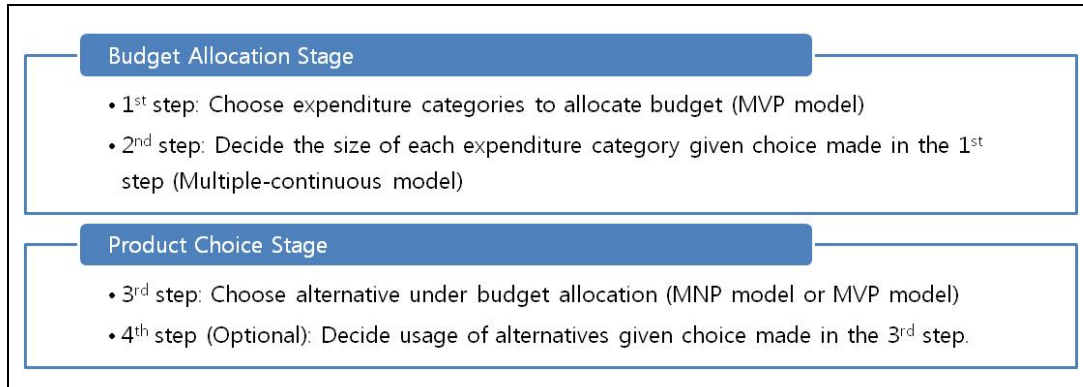 Budget Allocation Stage
• 1st step: Choose expenditure categories to allocate budget (MVP model)
• 2nd step: Decide the size of each expenditure category given choice made in the 1st
step (Multiple-continuous model)
Product Choice Stage
• 3rd step: Choose alternative under budget allocation (MNP model or MVP model)
• 4th step (Optional): Decide usage of alternatives given choice made in the 3rd step.